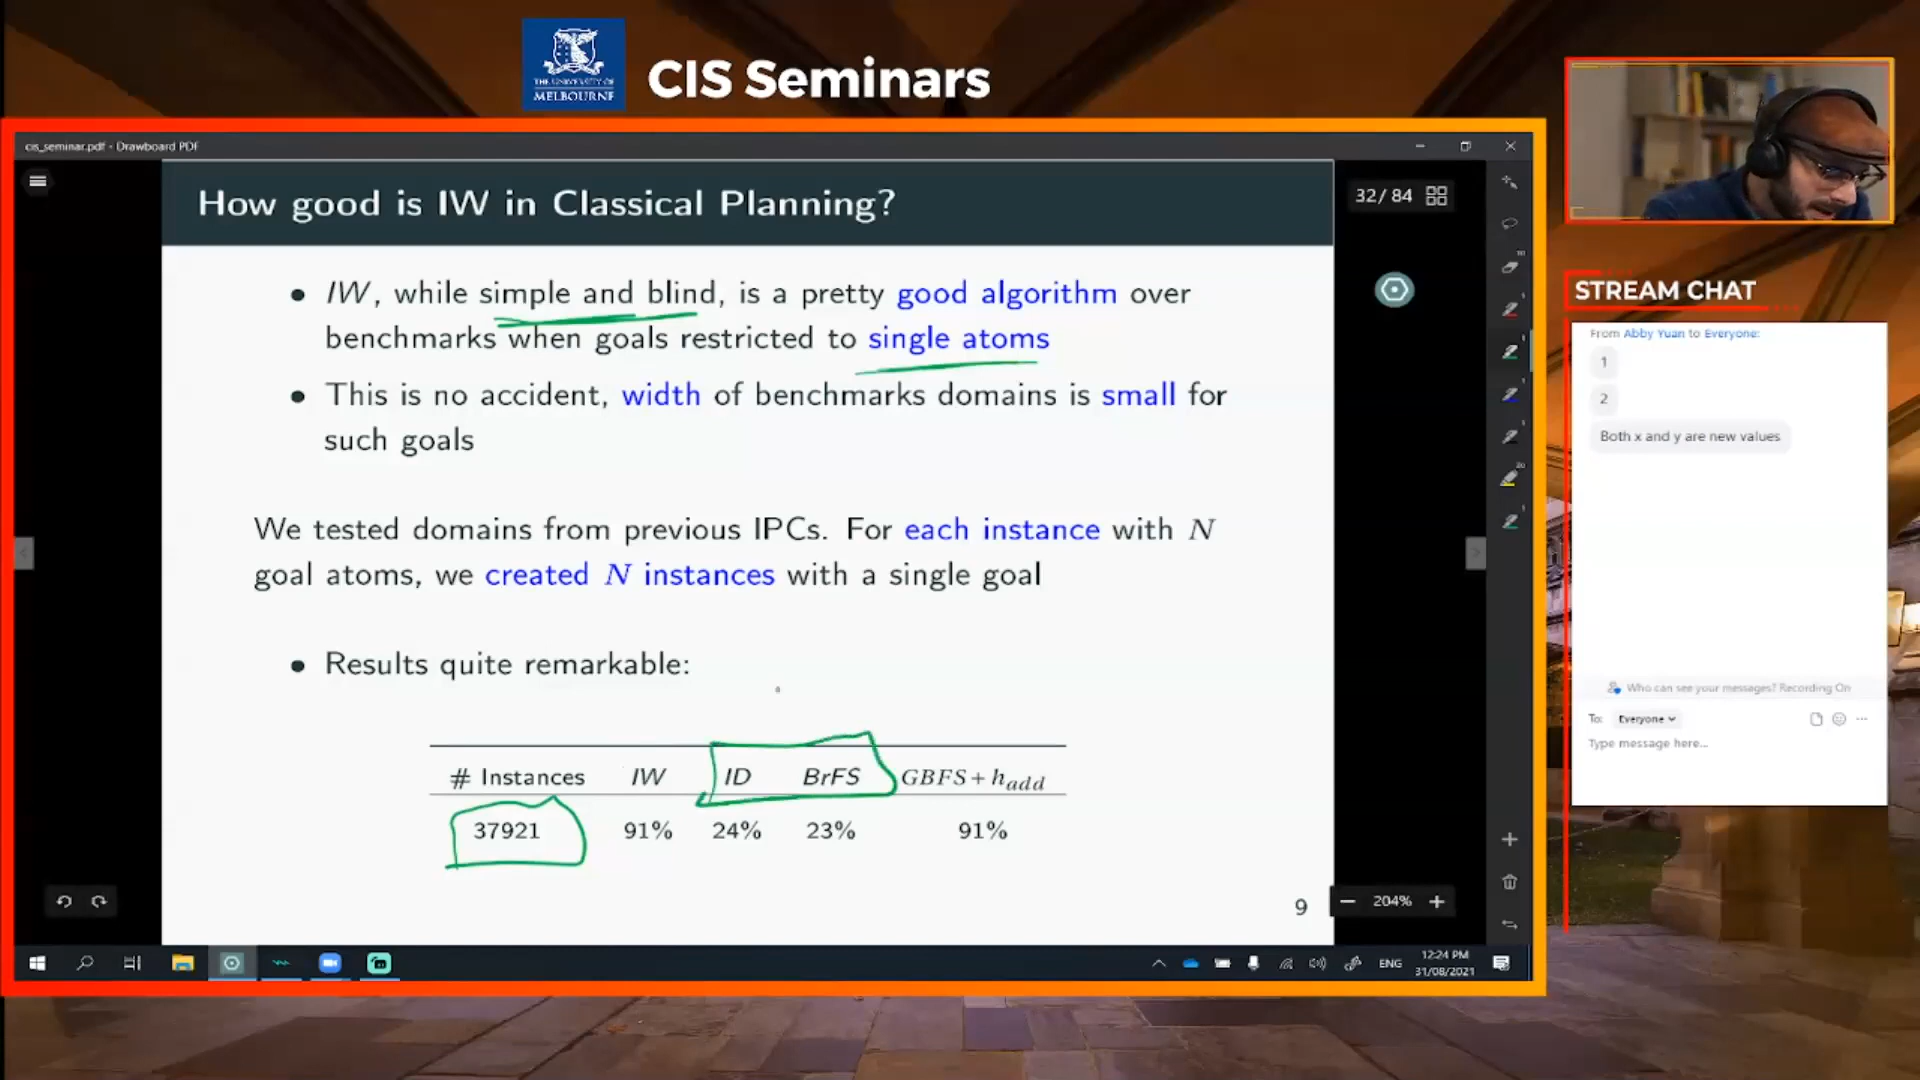 THE UNIVERSITY OF
MELBOURNE
CIS Seminars
cis_seminar.pdf - Drawboard PDF
How good is IW in Classical Planning?
32/ 84
• IW, while simple and blind, is a pretty good algorithm over
benchmarks when goals restricted to single atoms
• This is no accident, width of benchmarks domains is small for
such goals
We tested domains from previous IPCs. For each instance with N
goal atoms, we created N instances with a single goal
• Results quite remarkable:
# Instances IW ID BrFS GBFS + hadd
37921 91% 24% 23% 91%
9
204%
ENG
12:24 PM
31/08/2021
STREAM CHAT
From Abby Yuan to Everyone:
1
2
Both x and y are new values
Who can see your messages? Recording On
To: Everyone
Type message here...